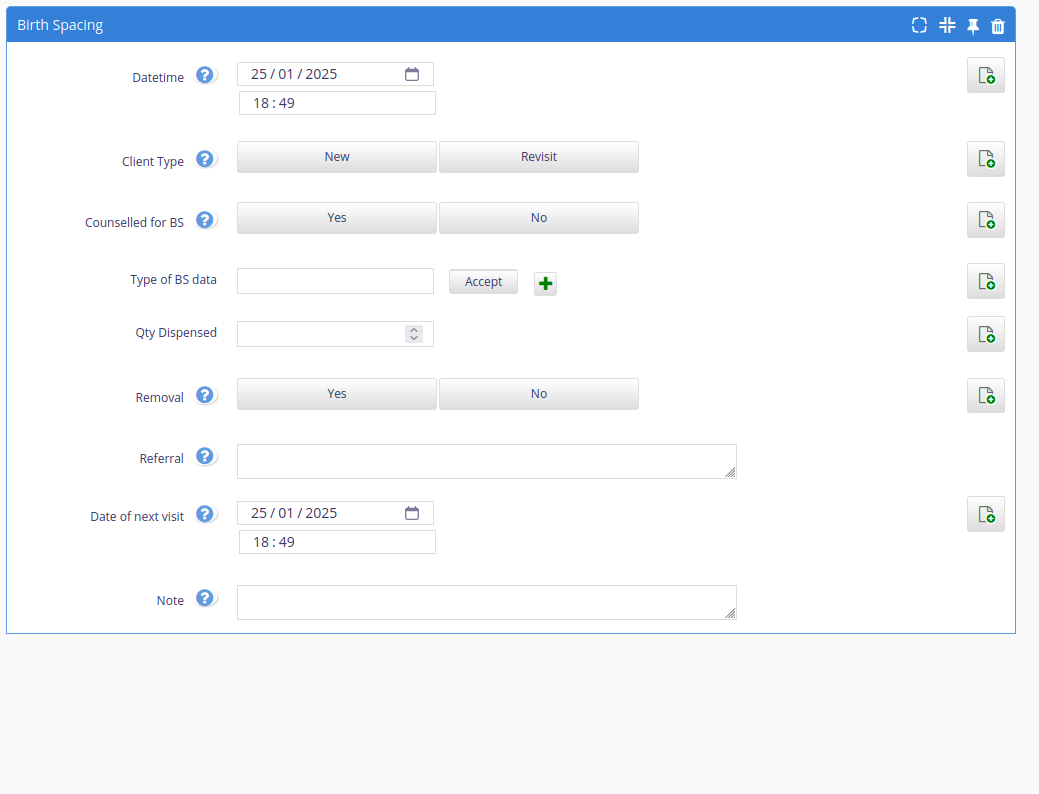 Birth Spacing
Datetime ? 25 / 01 / 2025
18 : 49
Client Type ? New Revisit
Counselled for BS ? Yes No
Type of BS data Accept
Qty Dispensed
Removal ? Yes No
Referral ?
Date of next visit ? 25 / 01 / 2025
18 : 49
Note ?